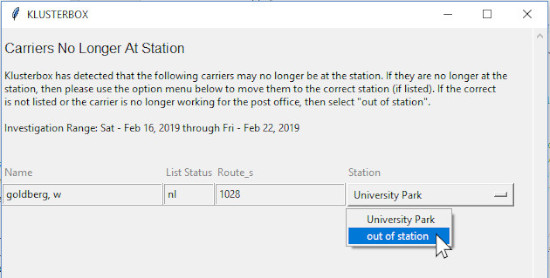 KLUSTERBOX
Carriers No Longer At Station
Klusterbox has detected that the following carriers may no longer be at the station. If they are no longer at the
station, then please use the option menu below to move them to the correct station (if listed). If the correct
is not listed or the carrier is no longer working for the post office, then select "out of station".
Investigation Range: Sat - Feb 16, 2019 through Fri - Feb 22, 2019
Name List Status Route_s Station
goldberg, w nl 1028 University Park
University Park
out of station